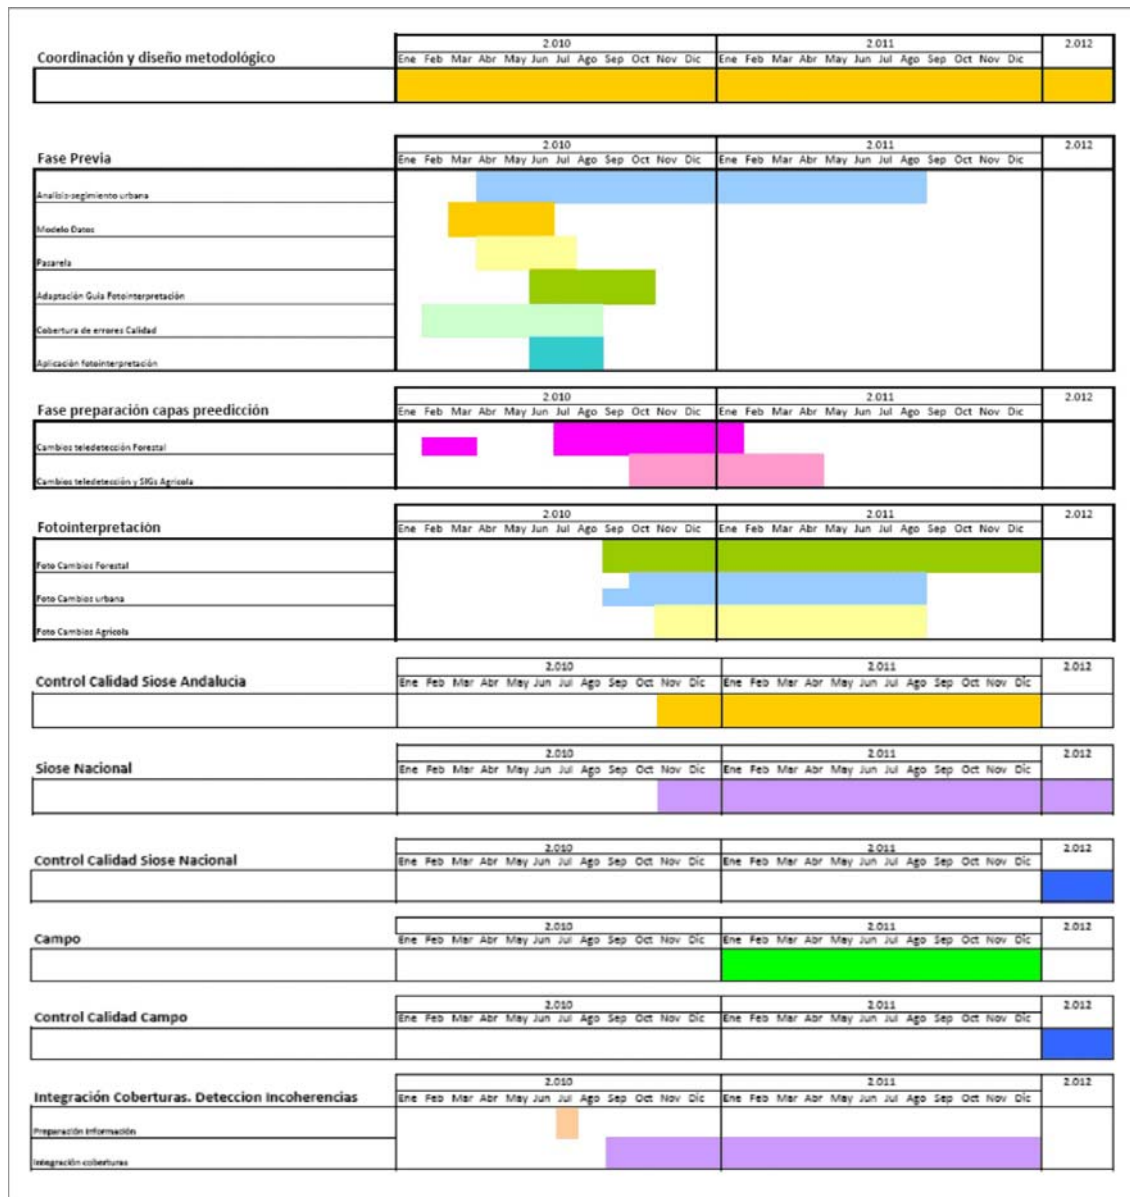 2.010 2.011 2.012
Coordinación y diseño metodológico
Ene Feb Mar Abr May Jun Jul Ago Sep Oct Nov Dic Ene Feb Mar Abr May Jun Jul Ago Sep Oct Nov Dic
2.010 2.011 2.012
Fase Previa
Ene Feb Mar Abr May Jun Jul Ago Sep Oct Nov Dic Ene Feb Mar Abr May Jun Jul Ago Sep Oct Nov Dic
Analisis-segimiento urbana
Modelo Datos
Pasarela
Adaptación Guia Fotointerpretación
Cobertura de errores Calidad
Aplicación fotointerpretación
2.010 2.011 2.012
Fase preparación capas preedicción
Ene Feb Mar Abr May Jun Jul Ago Sep Oct Nov Dic Ene Feb Mar Abr May Jun Jul Ago Sep Oct Nov Dic
Cambios teledetección Forestal
Cambios teledetección y SIGs Agricola
2.010 2.011 2.012
Fotointerpretación
Ene Feb Mar Abr May Jun Jul Ago Sep Oct Nov Dic Ene Feb Mar Abr May Jun Jul Ago Sep Oct Nov Dic
Foto Cambios Forestal
Foto Cambios urbana
Foto Cambios Agricola
2.010 2.011 2.012
Control Calidad Siose Andalucia
Ene Feb Mar Abr May Jun Jul Ago Sep Oct Nov Dic Ene Feb Mar Abr May Jun Jul Ago Sep Oct Nov Dic
2.010 2.011 2.012
Siose Nacional
Ene Feb Mar Abr May Jun Jul Ago Sep Oct Nov Dic Ene Feb Mar Abr May Jun Jul Ago Sep Oct Nov Dic
2.010 2.011 2.012
Control Calidad Siose Nacional
Ene Feb Mar Abr May Jun Jul Ago Sep Oct Nov Dic Ene Feb Mar Abr May Jun Jul Ago Sep Oct Nov Dic
2.010 2.011 2.012
Campo
Ene Feb Mar Abr May Jun Jul Ago Sep Oct Nov Dic Ene Feb Mar Abr May Jun Jul Ago Sep Oct Nov Dic
2.010 2.011 2.012
Control Calidad Campo
Ene Feb Mar Abr May Jun Jul Ago Sep Oct Nov Dic Ene Feb Mar Abr May Jun Jul Ago Sep Oct Nov Dic
2.010 2.011 2.012
Integración Coberturas. Deteccion Incoherencias
Ene Feb Mar Abr May Jun Jul Ago Sep Oct Nov Dic Ene Feb Mar Abr May Jun Jul Ago Sep Oct Nov Dic
Preparación información
Integración coberturas